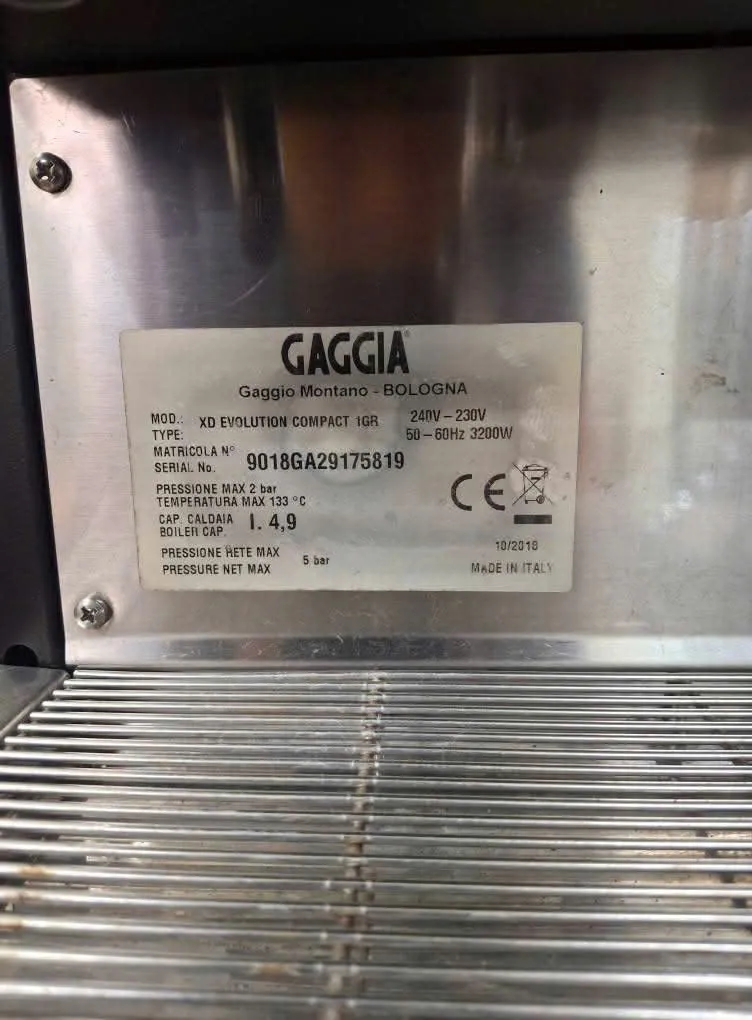 GAGGIA
Gaggio Montano - BOLOGNA
MOD.: XD EVOLUTION COMPACT 1GR 240V – 230V
TYPE: 50 – 60Hz 3200W
MATRICOLA N°
SERIAL No. 9018GA29175819
PRESSIONE MAX 2 bar
TEMPERATURA MAX 133 °C
CAP. CALDAIA l. 4,9
BOILER CAP.
PRESSIONE RETE MAX 5 bar
PRESSURE NET MAX
CE
10/2018
MADE IN ITALY